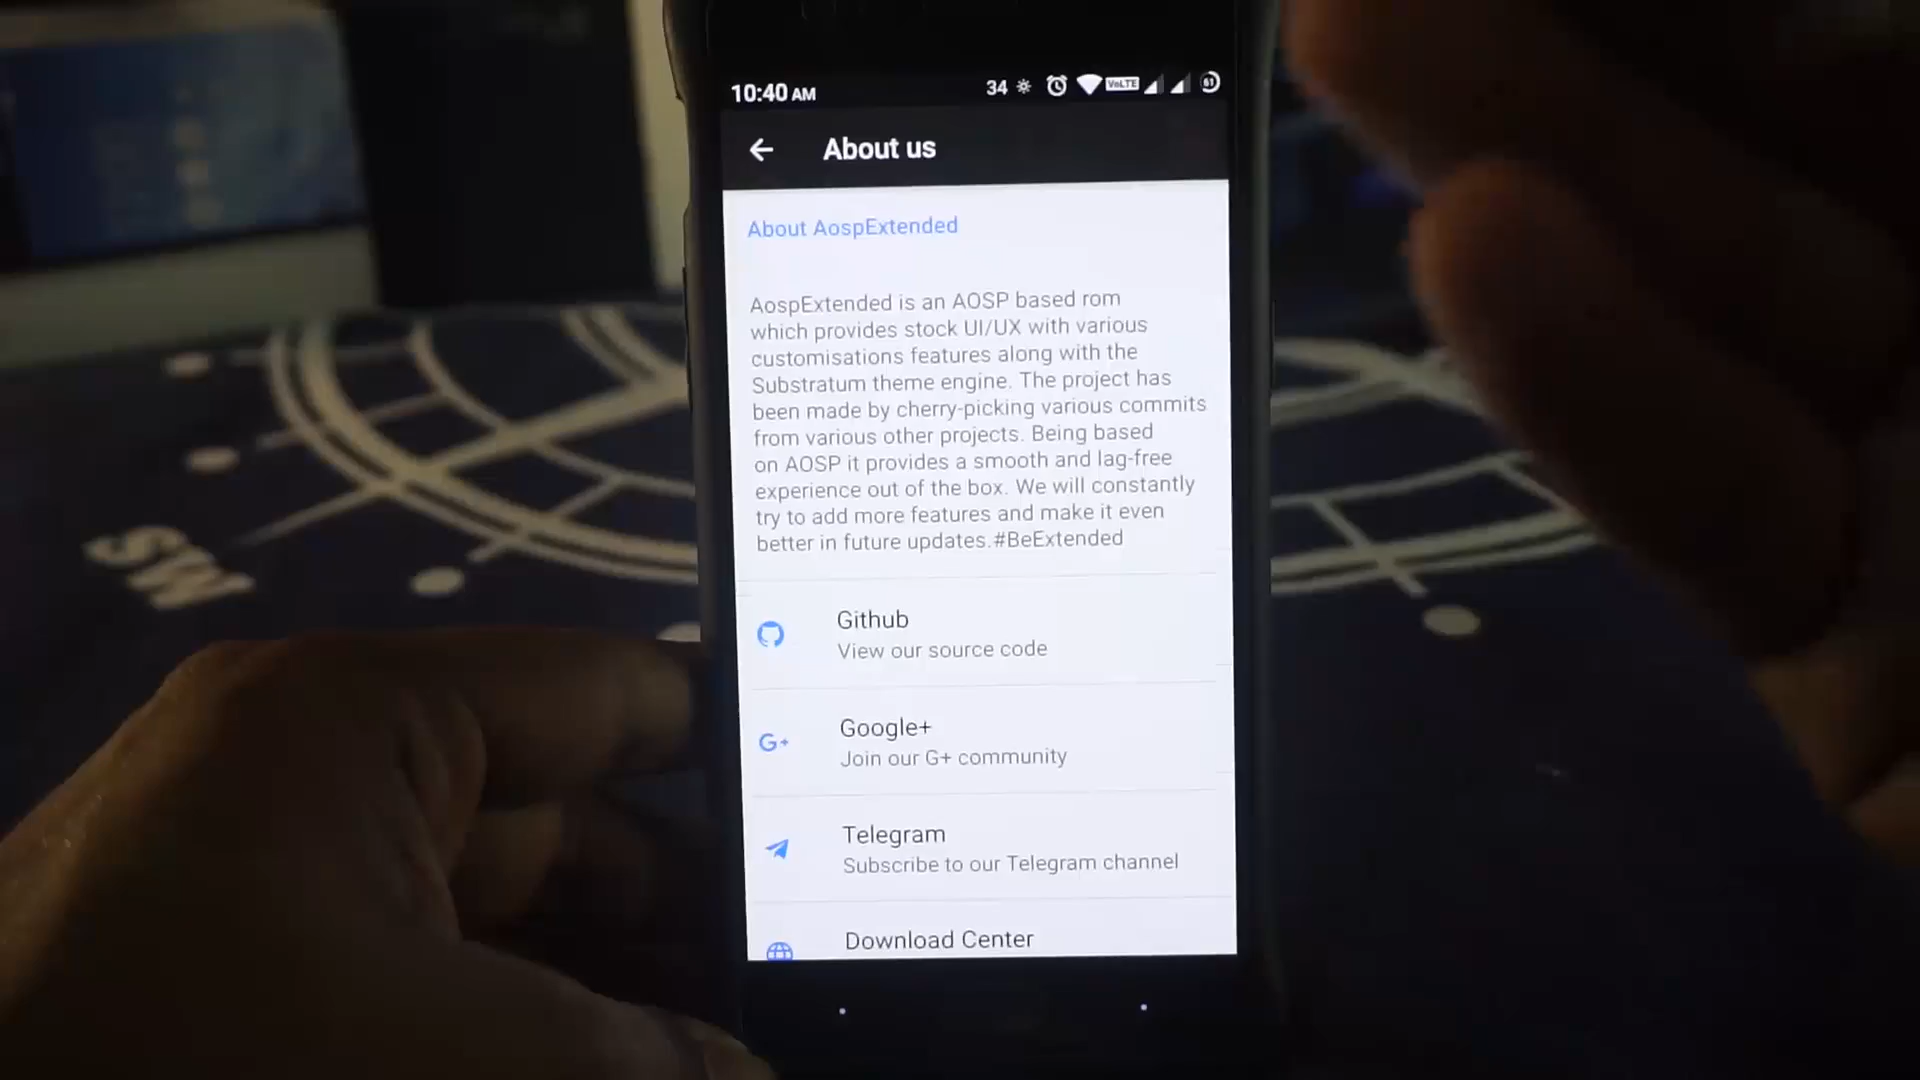 10:40 AM 34 VoLTE 61
About us
About AospExtended
AospExtended is an AOSP based rom
which provides stock UI/UX with various
customisations features along with the
Substratum theme engine. The project has
been made by cherry-picking various commits
from various other projects. Being based
on AOSP it provides a smooth and lag-free
experience out of the box. We will constantly
try to add more features and make it even
better in future updates.#BeExtended
Github
View our source code
G+ Google+
Join our G+ community
Telegram
Subscribe to our Telegram channel
Download Center
SW